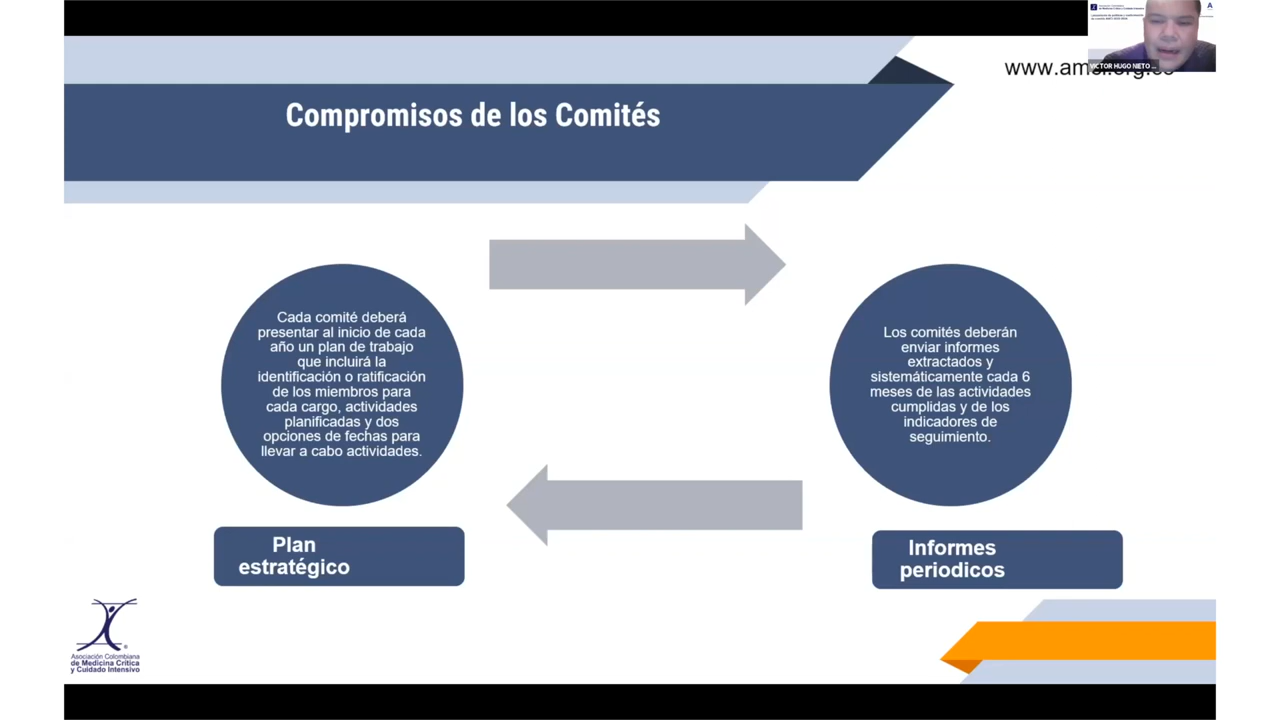 www.am
VICTOR HUGO NIETO ...
Compromisos de los Comités
Cada comité deberá
presentar al inicio de cada
año un plan de trabajo
que incluirá la
identificación o ratificación
de los miembros para
cada cargo, actividades
planificadas y dos
opciones de fechas para
llevar a cabo actividades.
Los comités deberán
enviar informes
extractados y
sistemáticamente cada 6
meses de las actividades
cumplidas y de los
indicadores de
seguimiento.
Plan
estratégico
Informes
periodicos
Asociación Colombiana
de Medicina Crítica
y Cuidado Intensivo